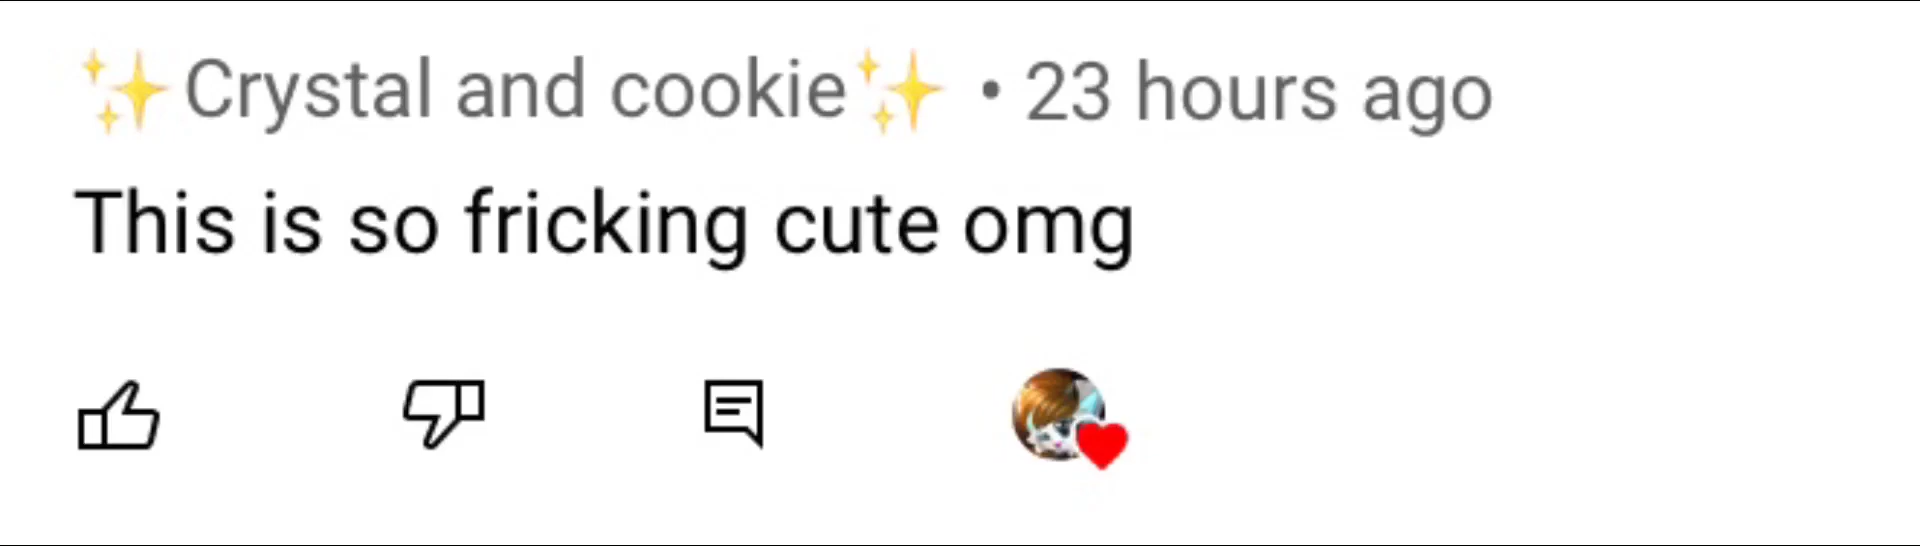 ✨Crystal and cookie✨ • 23 hours ago
This is so fricking cute omg